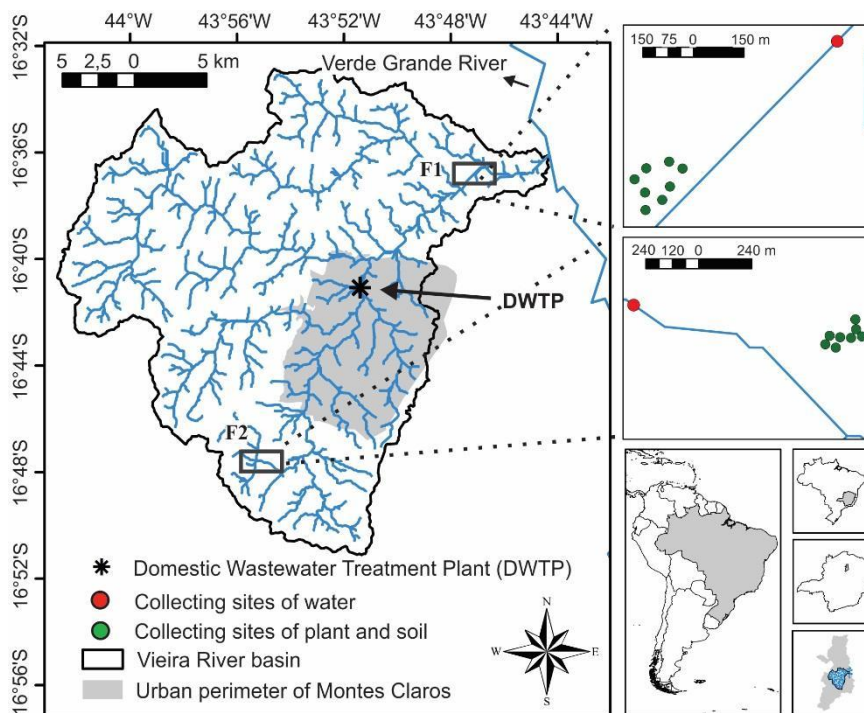 44°W 43°56'W 43°52'W 43°48'W 43°44'W
16°32'S
16°36'S
16°40'S
16°44'S
16°48'S
16°52'S
16°56'S
5 2,5 0 5 km
Verde Grande River
F1
DWTP
F2
Domestic Wastewater Treatment Plant (DWTP)
Collecting sites of water
Collecting sites of plant and soil
Vieira River basin
Urban perimeter of Montes Claros
N
W E
S
150 75 0 150 m
240 120 0 240 m